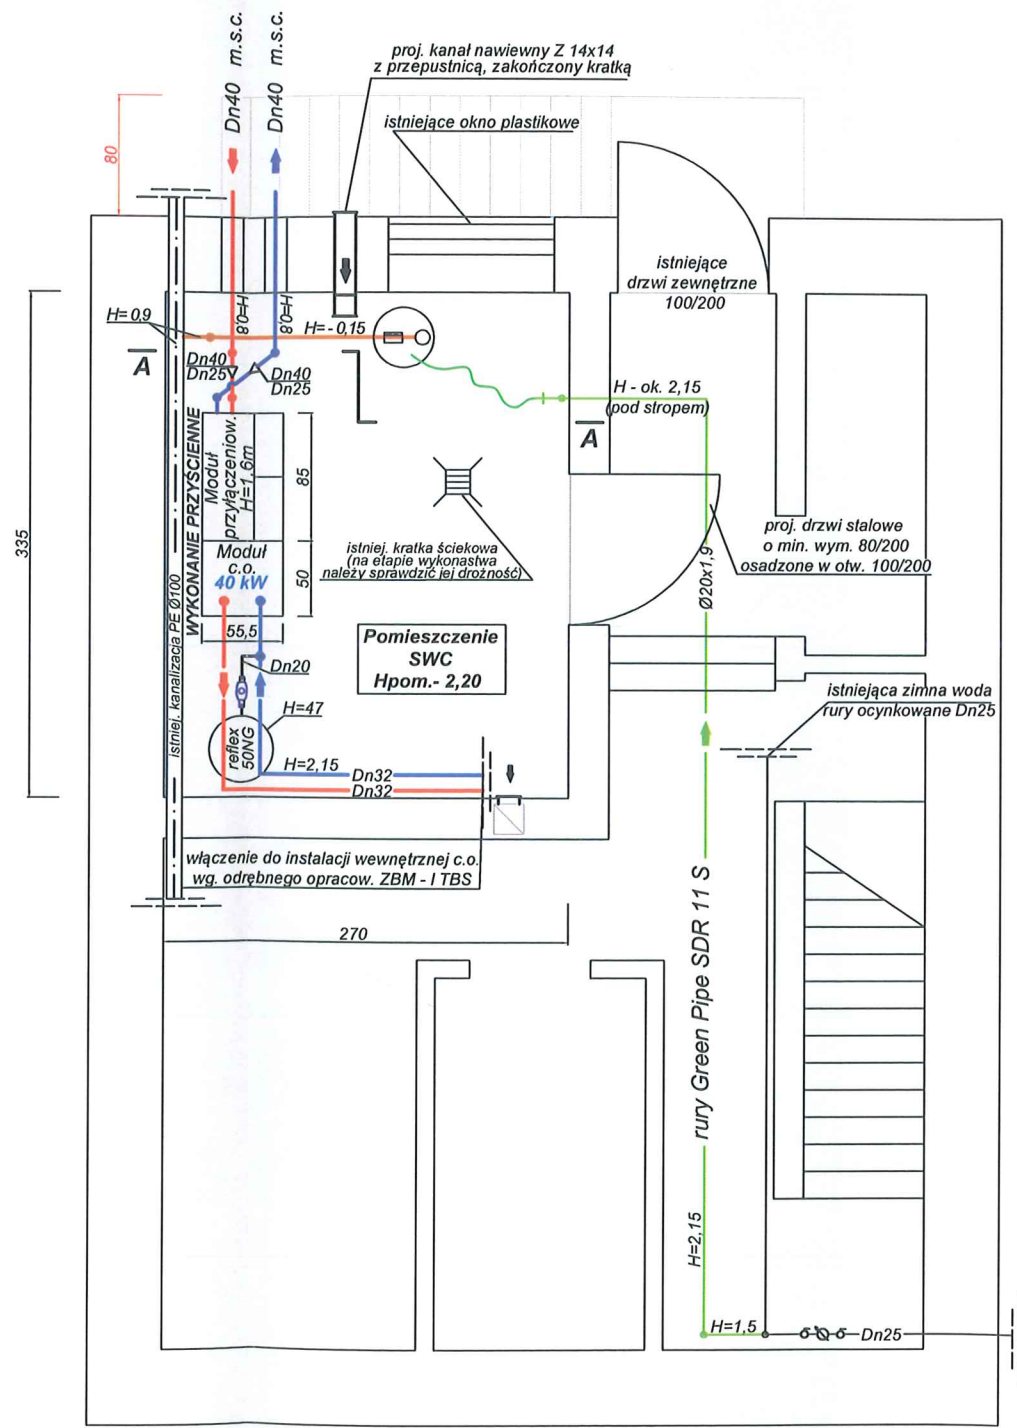 Dn40 m.s.c.
Dn40 m.s.c.
proj. kanał nawiewny Z 14x14
z przepustnicą, zakończony kratką
istniejące okno plastikowe
80
istniejące
drzwi zewnętrzne
100/200
H=0,8
H=0,8
H=0,9
H=-0,15
A
Dn40
Dn25
Dn40
Dn25
H - ok. 2,15
(pod stropem)
A
WYKONANIE PRZYŚCIENNE
Moduł
przyłączeniow.
H=1,6m
85
335
istniej. kratka ściekowa
(na etapie wykonastwa
należy sprawdzić jej drożność)
proj. drzwi stalowe
o min. wym. 80/200
osadzone w otw. 100/200
Moduł
c.o.
40 kW
50
Ø20x1,9
istniej. kanalizacja PE Ø100
55,5
Pomieszczenie
SWC
Hpom.- 2,20
Dn20
H=47
reflex
50NG
istniejąca zimna woda
rury ocynkowane Dn25
H=2,15
Dn32
Dn32
włączenie do instalacji wewnętrznej c.o.
wg. odrębnego opracow. ZBM - I TBS
270
rury Green Pipe SDR 11 S
H=2,15
H=1,5
Dn25